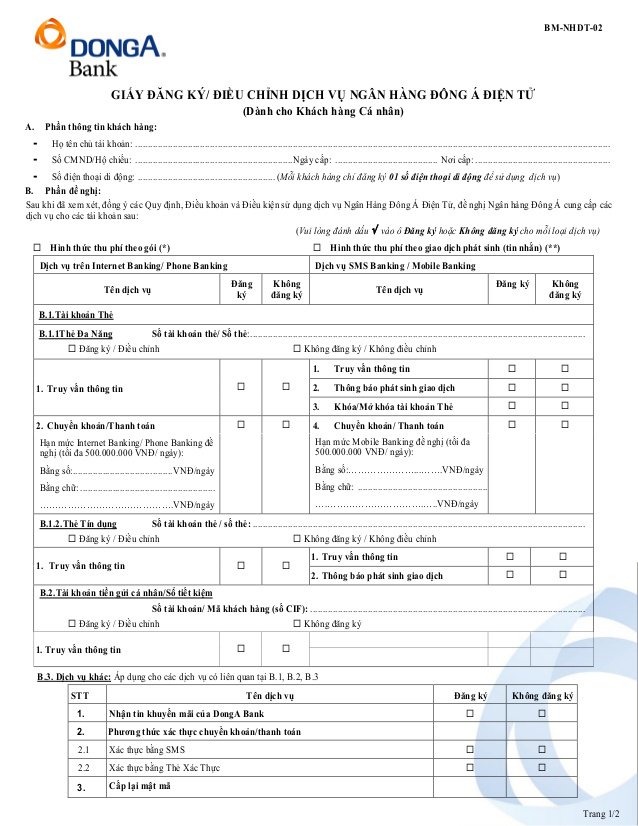 BM-NHDT-02
DONGA
Bank
GIẤY ĐĂNG KÝ/ ĐIỀU CHỈNH DỊCH VỤ NGÂN HÀNG ĐÔNG Á ĐIỆN TỬ
(Dành cho Khách hàng Cá nhân)
A. Phần thông tin khách hàng:
- Họ tên chủ tài khoản: ..........
- Số CMND/Hộ chiếu: ..........Ngày cấp: .......... Nơi cấp: ..........
- Số điện thoại di động: .......... (Mỗi khách hàng chỉ đăng ký 01 số điện thoại di động để sử dụng dịch vụ)
B. Phần đề nghị:
Sau khi đã xem xét, đồng ý các Quy định, Điều khoản và Điều kiện sử dụng dịch vụ Ngân Hàng Đông Á Điện Tử, đề nghị Ngân hàng Đông Á cung cấp các
dịch vụ cho các tài khoản sau:
(Vui lòng đánh dấu √ vào ô Đăng ký hoặc Không đăng ký cho mỗi loại dịch vụ)
☐ Hình thức thu phí theo gói (*) ☐ Hình thức thu phí theo giao dịch phát sinh (tin nhắn) (**)
Dịch vụ trên Internet Banking/ Phone Banking Dịch vụ SMS Banking / Mobile Banking
Tên dịch vụ Đăng ký Không đăng ký Tên dịch vụ Đăng ký Không đăng ký
B.1.Tài khoản Thẻ
B.1.1Thẻ Đa Năng Số tài khoản thẻ/ Số thẻ:..........
☐ Đăng ký / Điều chỉnh ☐ Không đăng ký / Không điều chỉnh
1. Truy vấn thông tin ☐ ☐
1. Truy vấn thông tin ☐ ☐
2. Thông báo phát sinh giao dịch ☐ ☐
3. Khóa/Mở khóa tài khoản Thẻ ☐ ☐
2. Chuyển khoản/Thanh toán ☐ ☐ 4. Chuyển khoản/ Thanh toán ☐ ☐
Hạn mức Internet Banking/ Phone Banking đề
nghị (tối đa 500.000.000 VNĐ/ ngày):
Bằng số:..........VNĐ/ngày
Bằng chữ:..........
..........VNĐ/ngày
Hạn mức Mobile Banking đề nghị (tối đa
500.000.000 VNĐ/ ngày):
Bằng số:..........VNĐ/ngày
Bằng chữ: ..........
..........VNĐ/ngày
B.1.2.Thẻ Tín dụng Số tài khoản thẻ / số thẻ: ..........
☐ Đăng ký / Điều chỉnh ☐ Không đăng ký / Không điều chỉnh
1. Truy vấn thông tin ☐ ☐
1. Truy vấn thông tin ☐ ☐
2. Thông báo phát sinh giao dịch ☐ ☐
B.2.Tài khoản tiền gửi cá nhân/Sổ tiết kiệm
Số tài khoản/ Mã khách hàng (số CIF): ..........
☐ Đăng ký / Điều chỉnh ☐ Không đăng ký
1. Truy vấn thông tin ☐ ☐
B.3. Dịch vụ khác: Áp dụng cho các dịch vụ có liên quan tại B.1, B.2, B.3
STT Tên dịch vụ Đăng ký Không đăng ký
1. Nhận tin khuyến mãi của DongA Bank ☐ ☐
2. Phương thức xác thực chuyển khoản/thanh toán
2.1 Xác thực bằng SMS ☐ ☐
2.2 Xác thực bằng Thẻ Xác Thực ☐ ☐
3. Cấp lại mật mã
Trang 1/2